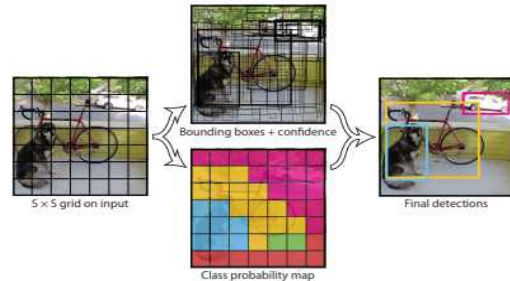 S × S grid on input
Bounding boxes + confidence
Class probability map
Final detections